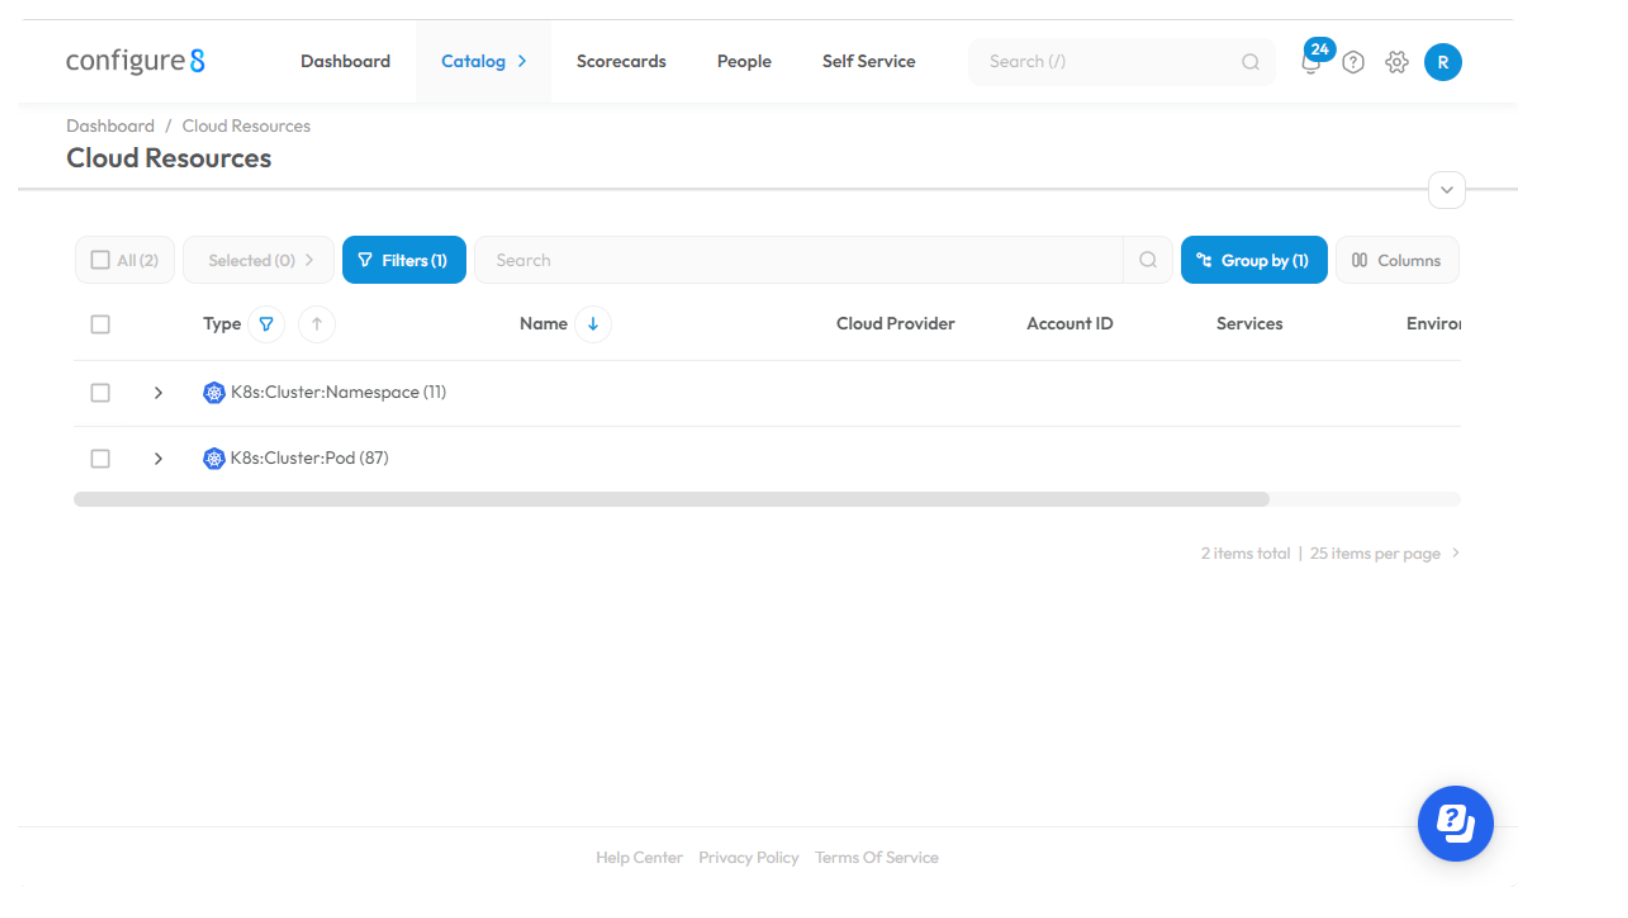 configure8 Dashboard Catalog > Scorecards People Self Service Search (/) 24 R
Dashboard / Cloud Resources
Cloud Resources
All (2) Selected (0) > Filters (1) Search Group by (1) Columns
Type Name Cloud Provider Account ID Services Enviro
K8s:Cluster:Namespace (11)
K8s:Cluster:Pod (87)
2 items total | 25 items per page >
Help Center Privacy Policy Terms Of Service